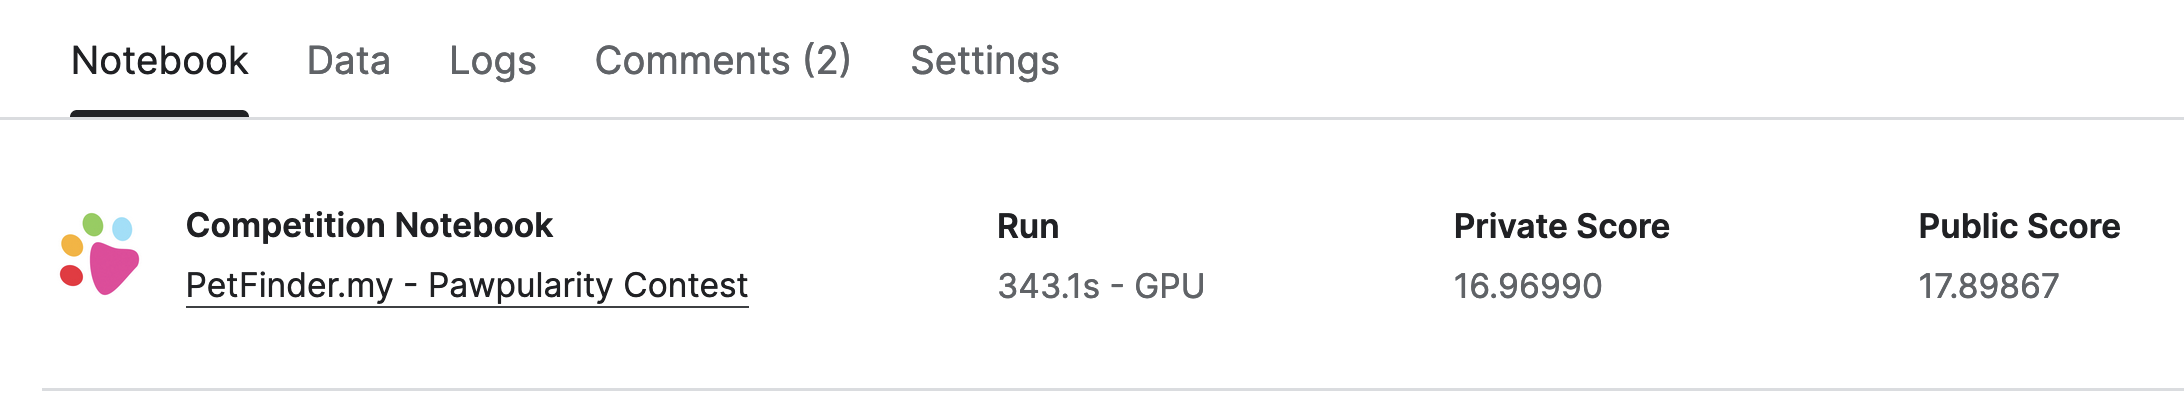 Notebook Data Logs Comments (2) Settings
Competition Notebook Run Private Score Public Score
PetFinder.my - Pawpularity Contest 343.1s - GPU 16.96990 17.89867